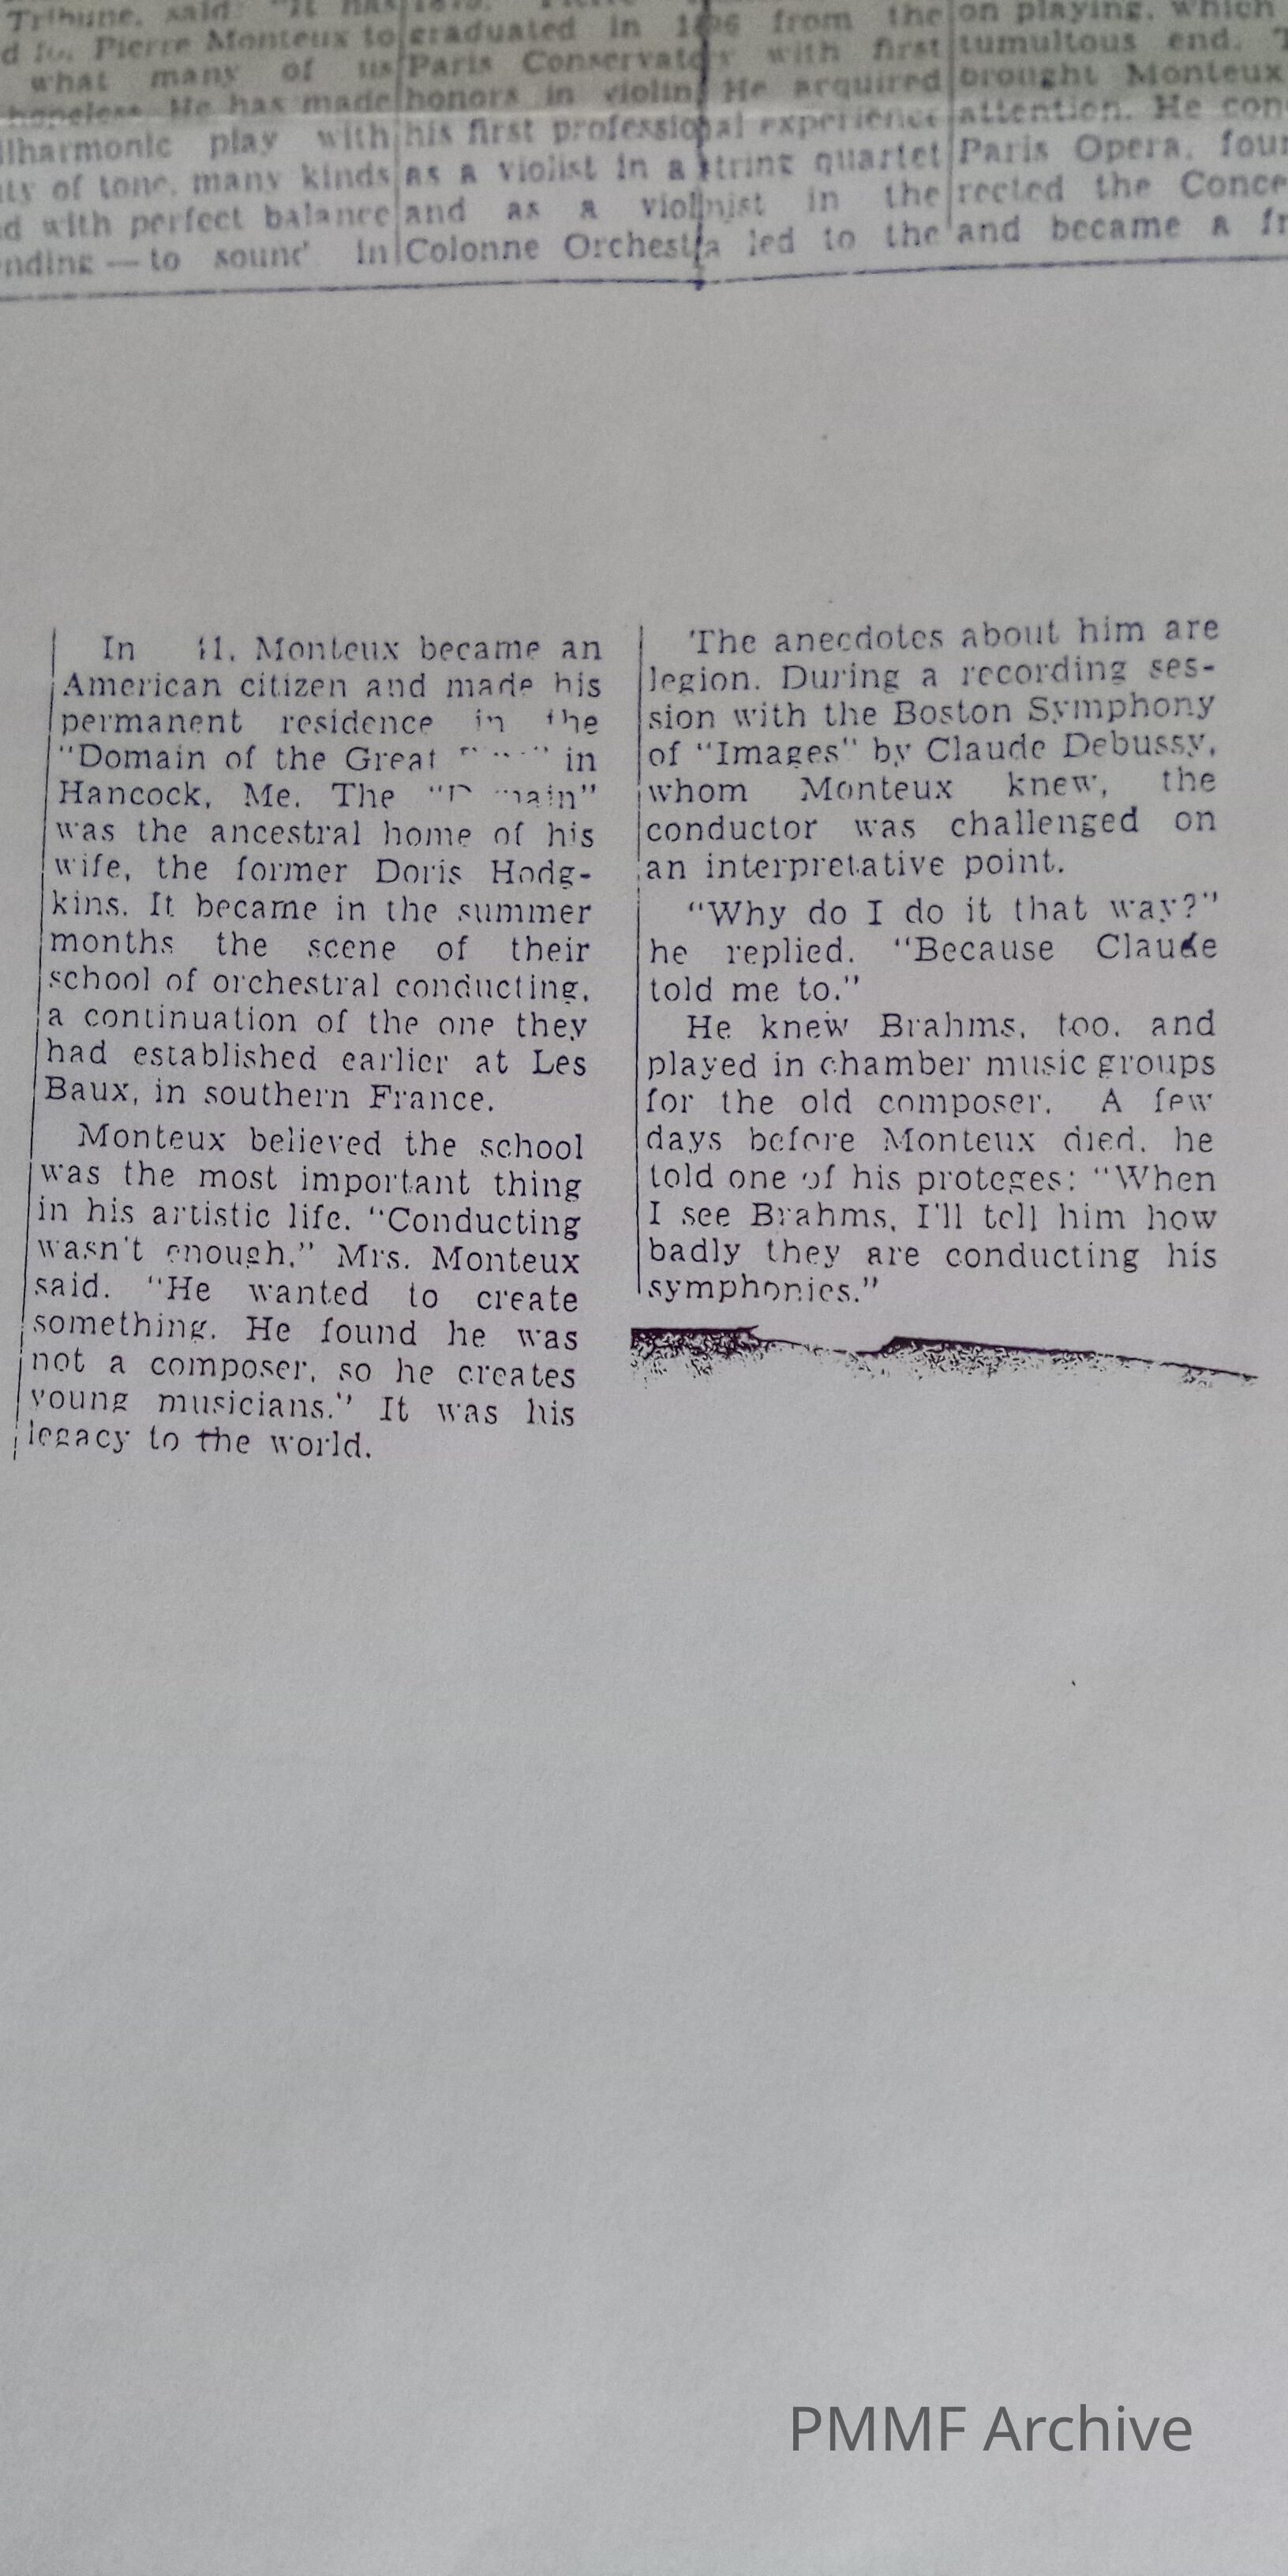 Tribune, said: "It has
Pierre Monteux to
what many of us
hopeless. He has made
play with
of tone, many kinds
with perfect balance
to sound in
graduated in from the
Paris Conservatory with first
honors in violin. He acquired
his first professional experience
as a violist in a string quartet
and as a violinist in the
Colonne Orchestra led to the
on playing, which
tumultous end.
brought Monteux
attention. He
Paris Opera,
the
and became a
In 41, Monteux became an
American citizen and made his
permanent residence in the
"Domain of the Great in
Hancock, Me. The "Domain"
was the ancestral home of his
wife, the former Doris Hodg-
kins. It became in the summer
months the scene of their
school of orchestral conducting,
a continuation of the one they
had established earlier at Les
Baux, in southern France.
Monteux believed the school
was the most important thing
in his artistic life. "Conducting
wasn't enough," Mrs. Monteux
said. "He wanted to create
something. He found he was
not a composer, so he creates
young musicians." It was his
legacy to the world.
The anecdotes about him are
legion. During a recording ses-
sion with the Boston Symphony
of "Images" by Claude Debussy,
whom Monteux knew, the
conductor was challenged on
an interpretative point.
"Why do I do it that way?"
he replied. "Because Claude
told me to."
He knew Brahms, too, and
played in chamber music groups
for the old composer. A few
days before Monteux died, he
told one of his proteges: "When
I see Brahms, I'll tell him how
badly they are conducting his
symphonies."
PMMF Archive